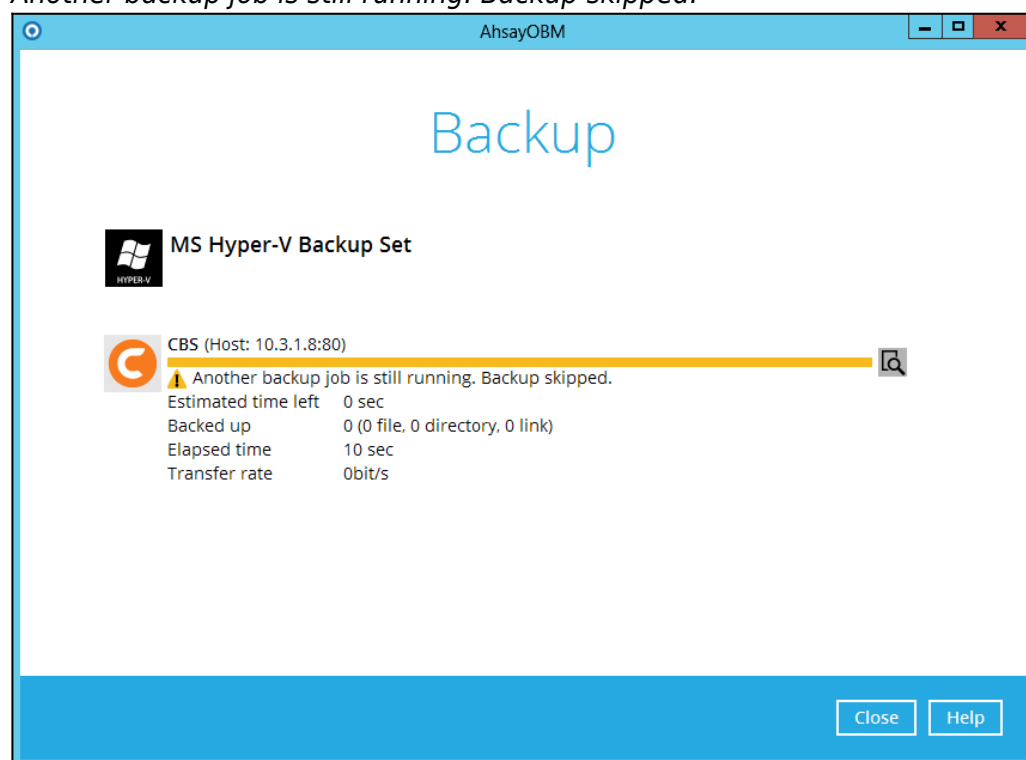 Another backup job is still running. Backup skipped.
AhsayOBM
Backup
MS Hyper-V Backup Set
HYPER-V
CBS (Host: 10.3.1.8:80)
Another backup job is still running. Backup skipped.
Estimated time left 0 sec
Backed up 0 (0 file, 0 directory, 0 link)
Elapsed time 10 sec
Transfer rate 0bit/s
Close Help